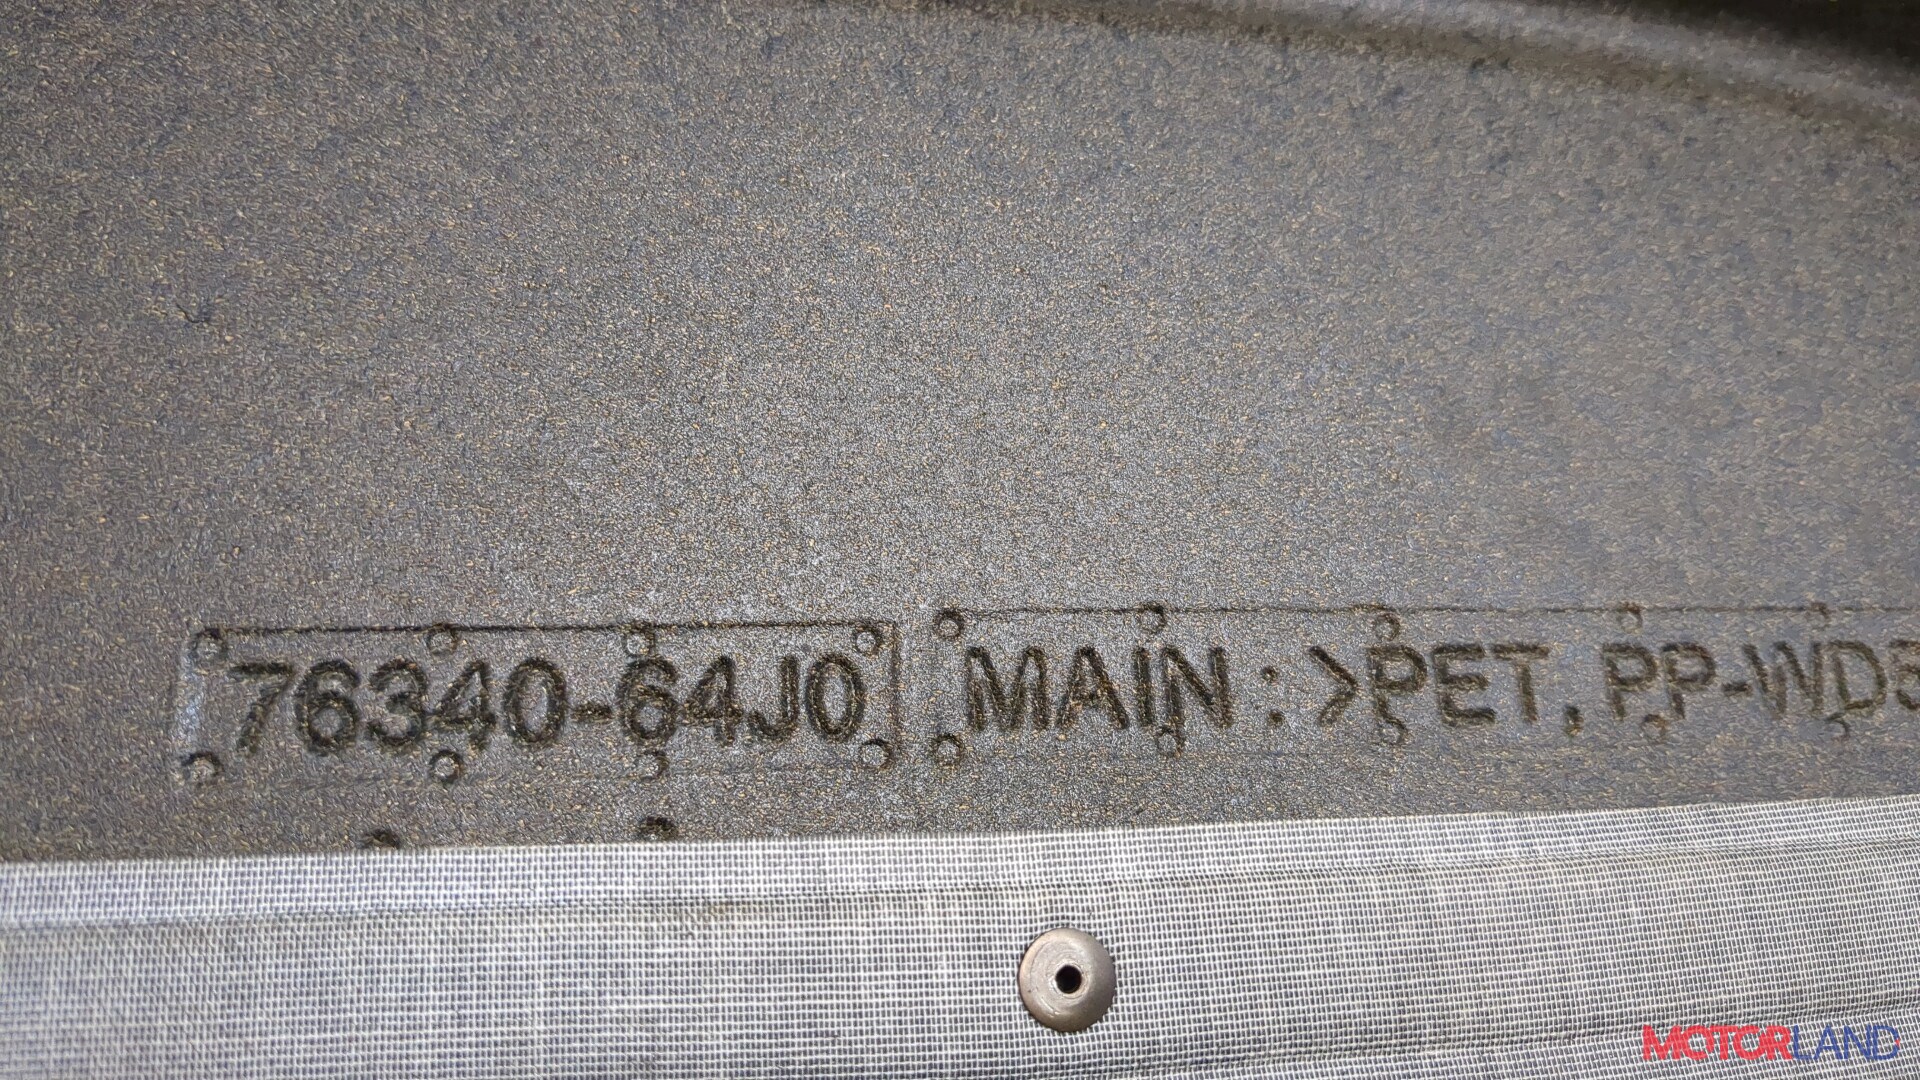 76340-64J0 MAIN : >PET, PP-WD5
MOTORLAND